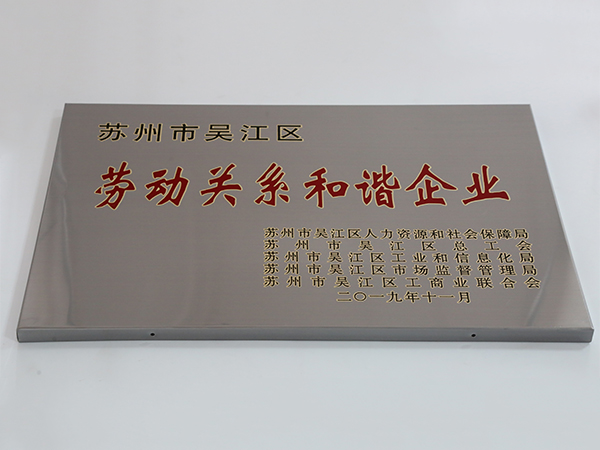 苏州市吴江区
劳动关系和谐企业
苏州市吴江区人力资源和社会保障局
苏州市吴江区总工会
苏州市吴江区工业和信息化局
苏州市吴江区市场监督管理局
苏州市吴江区工商业联合会
二〇一九年十一月